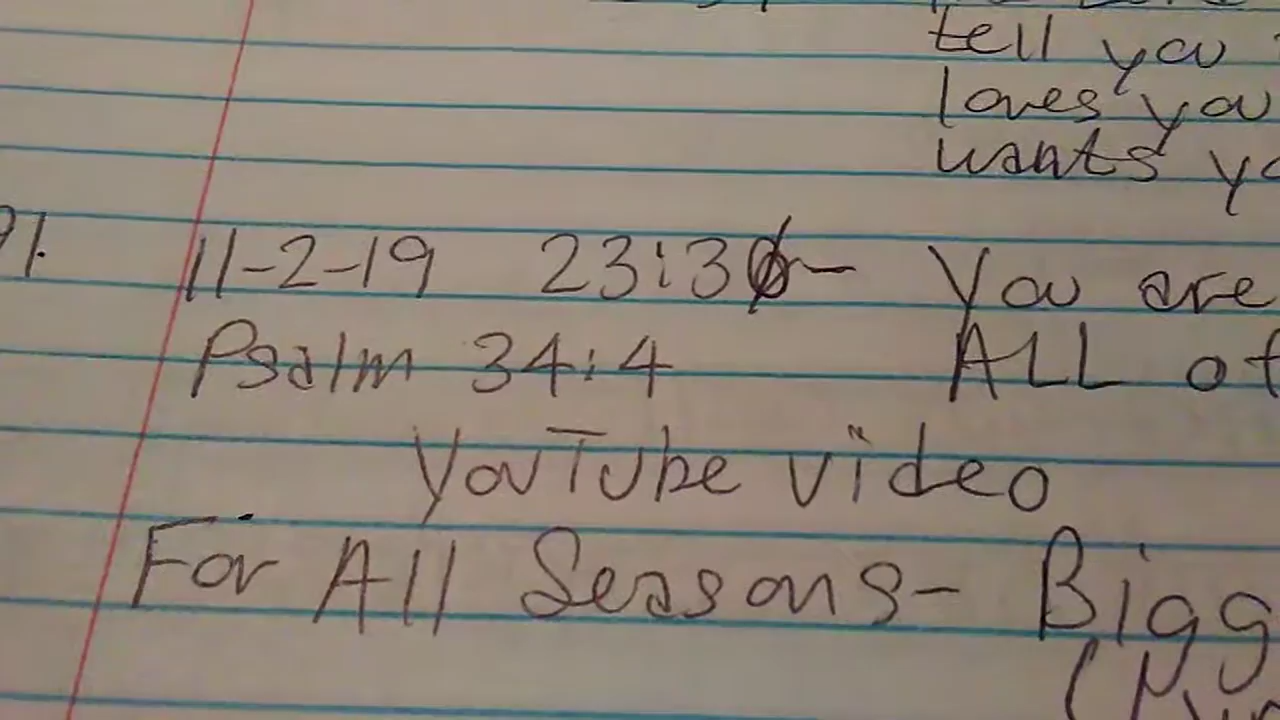 tell you
loves you
wants
11-2-19 23:30- You are
Psalm 34:4 ALL of
YouTube video
For All Seasons- Bigg